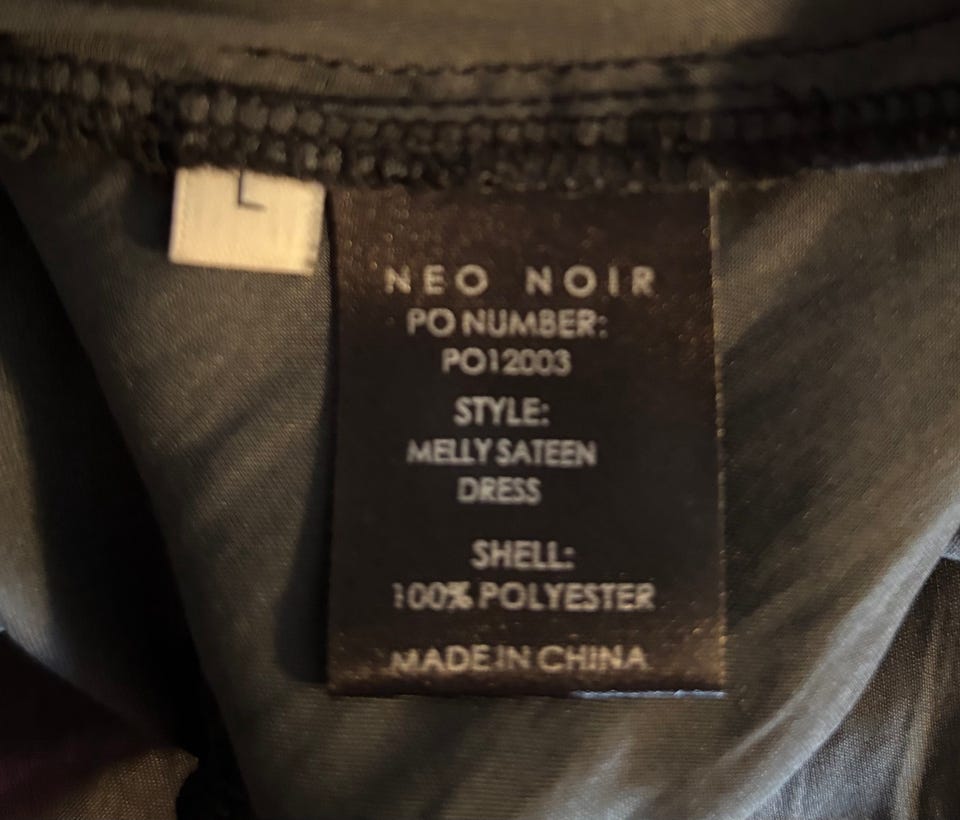 L
NEO NOIR
PO NUMBER:
PO12003
STYLE:
MELLY SATEEN
DRESS
SHELL:
100% POLYESTER
MADE IN CHINA